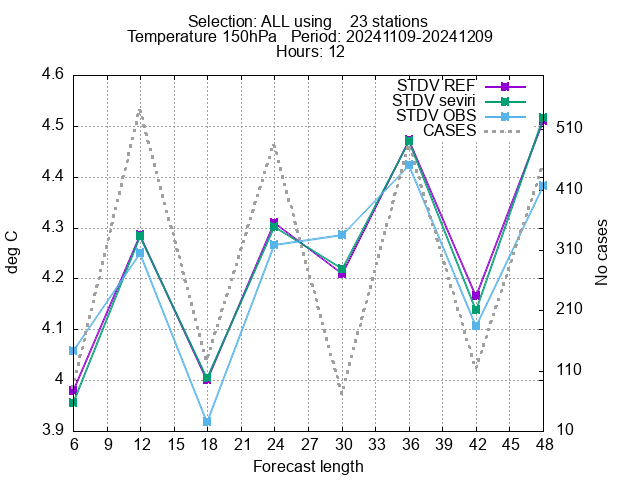 Selection: ALL using    23 stations
Temperature 150hPa   Period: 20241109-20241209
Hours: 12
STDV REF
STDV seviri
STDV OBS
CASES
4.6
4.5
4.4
4.3
4.2
4.1
4
3.9
deg C
510
410
310
210
110
10
No cases
6 9 12 15 18 21 24 27 30 33 36 39 42 45 48
Forecast length